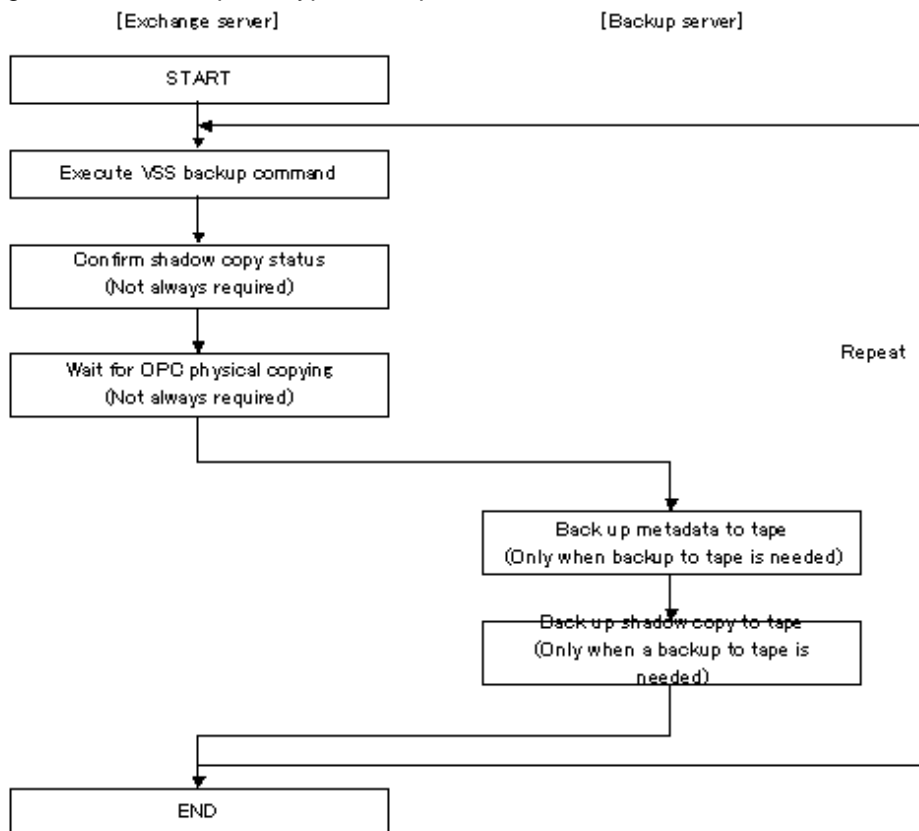 [Exchange server] [Backup server]
START
Execute VSS backup command
Confirm shadow copy status
(Not always required)
Wait for OPC physical copying
(Not always required)
Repeat
Back up metadata to tape
(Only when backup to tape is needed)
Back up shadow copy to tape
(Only when a backup to tape is
needed)
END